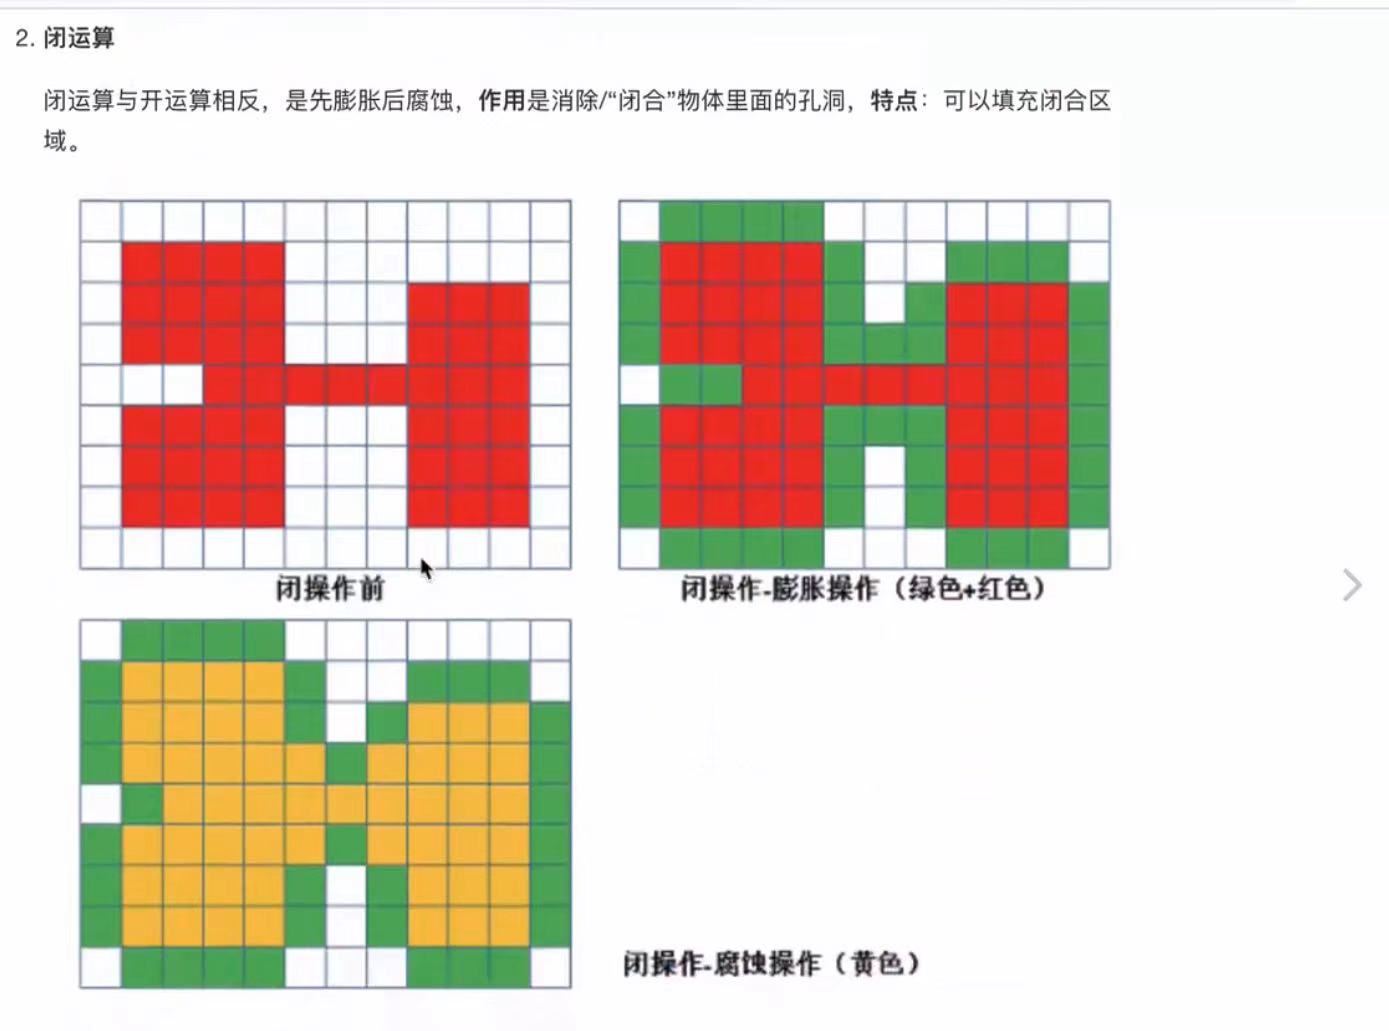 2. 闭运算
闭运算与开运算相反，是先膨胀后腐蚀，作用是消除/“闭合”物体里面的孔洞，特点：可以填充闭合区
域。
闭操作前
闭操作-膨胀操作（绿色+红色）
闭操作-腐蚀操作（黄色）